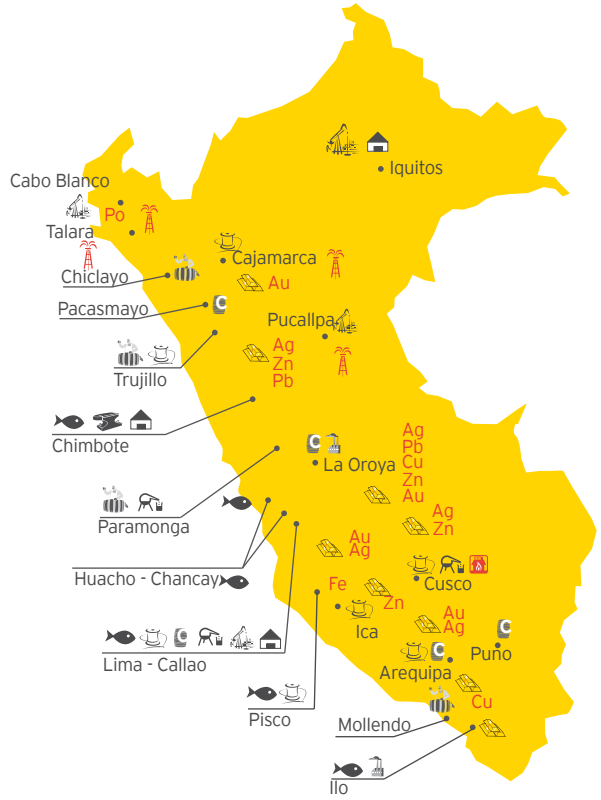 Iquitos
Cabo Blanco
Po
Talara
Cajamarca
Chiclayo
Au
Pacasmayo
C
Pucallpa
Ag
Zn
Pb
Trujillo
Chimbote
Ag
Pb
Cu
Zn
Au
C
La Oroya
Ag
Zn
Paramonga
Au
Ag
Huacho - Chancay
Cusco
Fe
Zn
Ica
Au
Ag
C
Lima - Callao
C
Puno
C
Arequipa
Cu
Pisco
Mollendo
Ilo